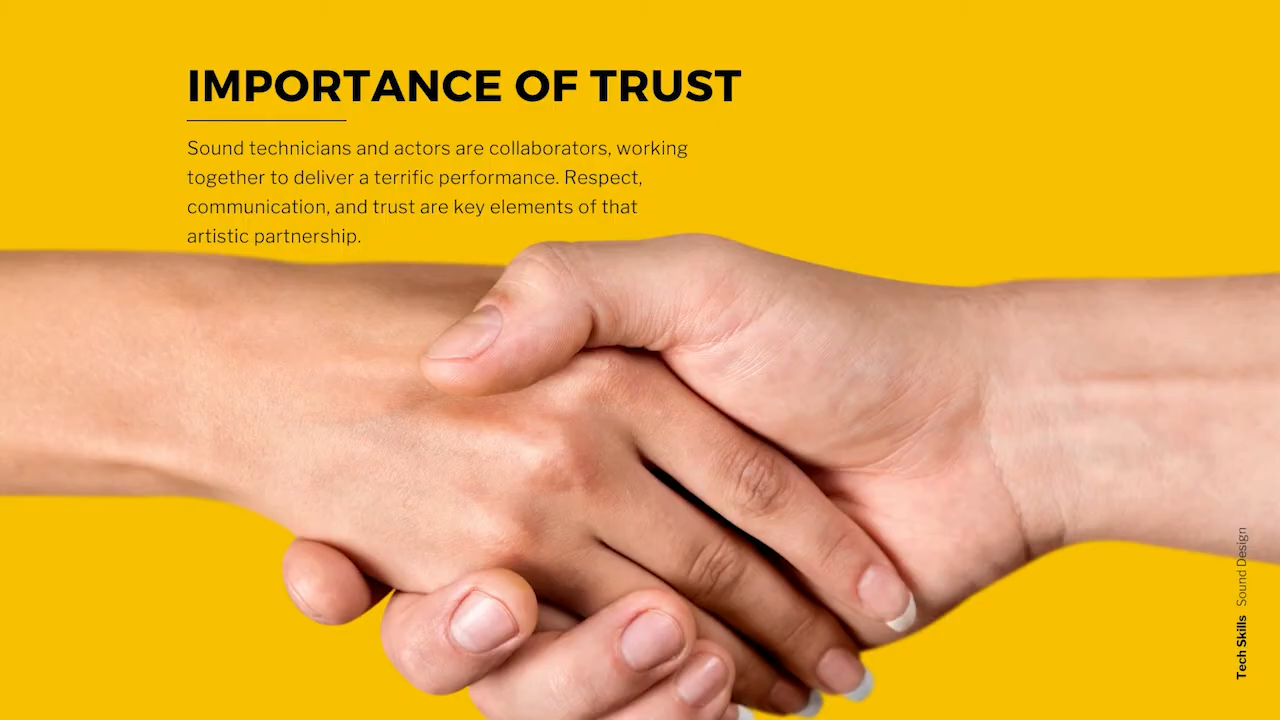 IMPORTANCE OF TRUST
Sound technicians and actors are collaborators, working
together to deliver a terrific performance. Respect,
communication, and trust are key elements of that
artistic partnership.
Tech Skills Sound Design